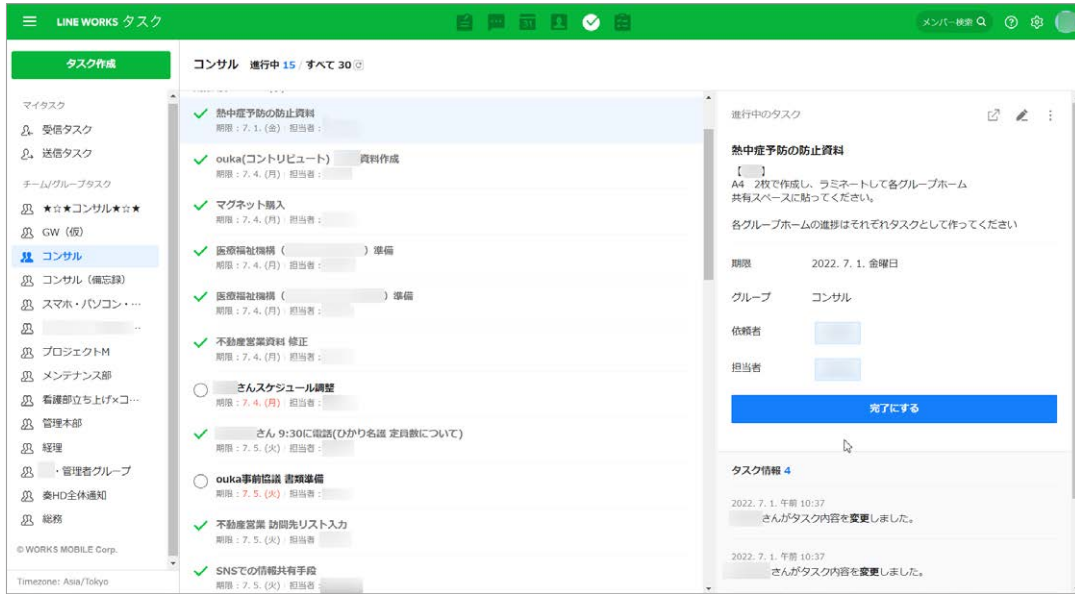 LINE WORKS タスク
31
メンバー検索
タスク作成
コンサル 進行中 15 / すべて 30
マイタスク
受信タスク
送信タスク
チーム/グループタスク
★☆★コンサル★☆★
GW（仮）
コンサル
コンサル（備忘録）
スマホ・パソコン・…
..
プロジェクトM
メンテナンス部
看護部立ち上げ×コ…
管理本部
経理
・管理者グループ
奏HD全体通知
総務
© WORKS MOBILE Corp.
Timezone: Asia/Tokyo
熱中症予防の防止資料
期限 : 7. 1. (金) 担当者 :
ouka(コントリビュート) 資料作成
期限 : 7. 4. (月) 担当者 :
マグネット購入
期限 : 7. 4. (月) 担当者 :
医療福祉機構（ ）準備
期限 : 7. 4. (月) 担当者 :
医療福祉機構（ ）準備
期限 : 7. 4. (月) 担当者 :
不動産営業資料 修正
期限 : 7. 4. (月) 担当者 :
さんスケジュール調整
期限 : 7. 4. (月) 担当者 :
さん 9:30に電話(ひかり名護 定員数について)
期限 : 7. 5. (火) 担当者 :
ouka事前協議 書類準備
期限 : 7. 5. (火) 担当者 :
不動産営業 訪問先リスト入力
期限 : 7. 5. (火) 担当者
SNSでの情報共有手段
期限 : 7. 5. (火) 担当者 :
進行中のタスク
熱中症予防の防止資料
【 】
A4 2枚で作成し、ラミネートして各グループホーム
共有スペースに貼ってください。
各グループホームの進捗はそれぞれタスクとして作ってください
期限 2022. 7. 1. 金曜日
グループ コンサル
依頼者
担当者
完了にする
タスク情報 4
2022. 7. 1. 午前 10:37
さんがタスク内容を変更しました。
2022. 7. 1. 午前 10:37
さんがタスク内容を変更しました。